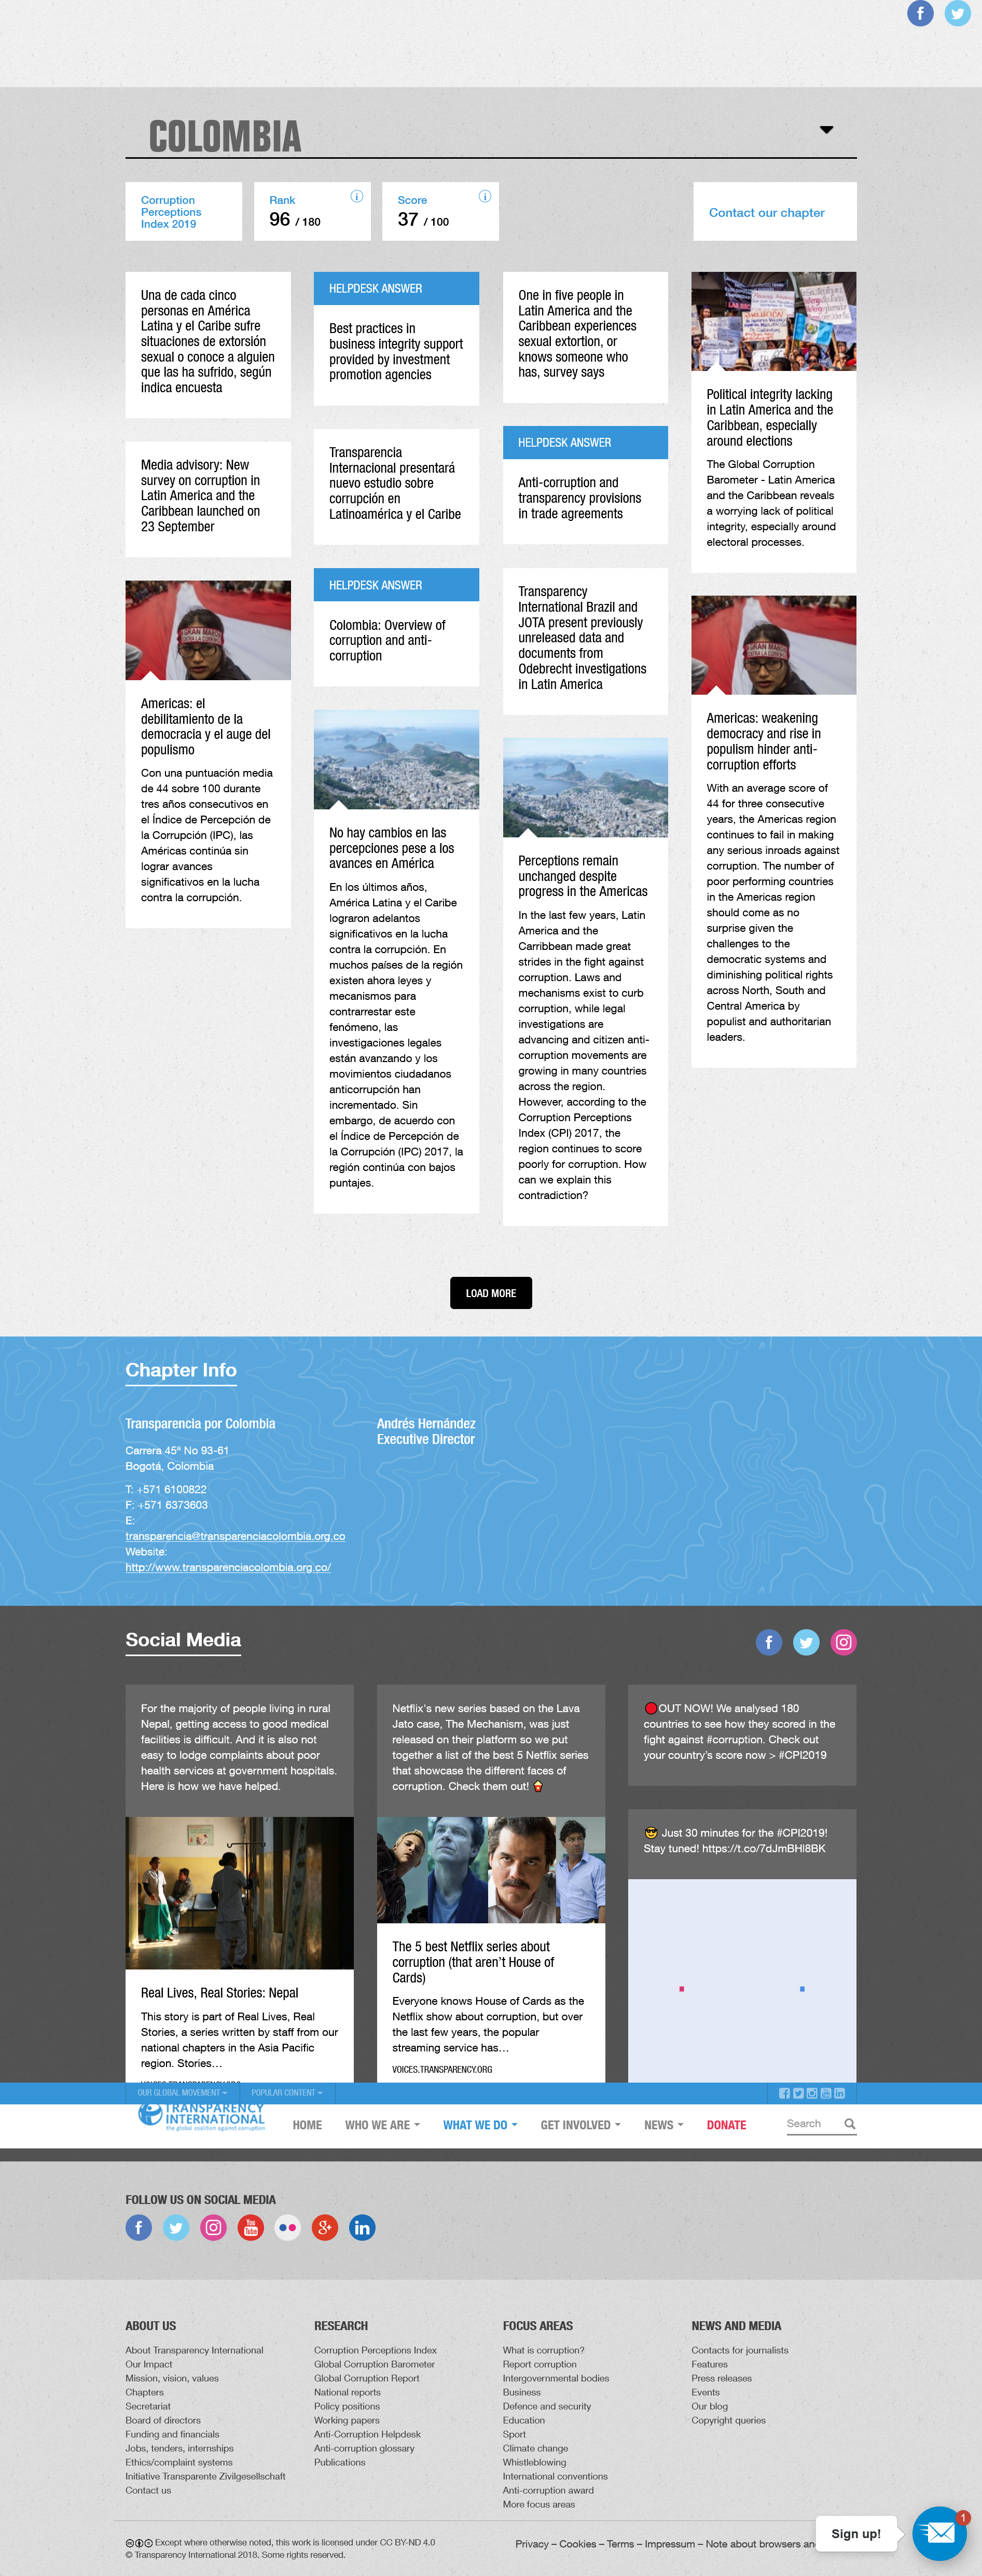 COLOMBIA
Corruption
Perceptions
Index 2019
Rank
96 / 180
Score
37 / 100
Contact our chapter
Una de cada cinco
personas en América
Latina y el Caribe sufre
situaciones de extorsión
sexual o conoce a alguien
que las ha sufrido, según
indica encuesta
Media advisory: New
survey on corruption in
Latin America and the
Caribbean launched on
23 September
Americas: el
debilitamiento de la
democracia y el auge del
populismo
Con una puntuación media
de 44 sobre 100 durante
tres años consecutivos en
el Índice de Percepción de
la Corrupción (IPC), las
Américas continúa sin
lograr avances
significativos en la lucha
contra la corrupción.
HELPDESK ANSWER
Best practices in
business integrity support
provided by investment
promotion agencies
Transparencia
Internacional presentará
nuevo estudio sobre
corrupción en
Latinoamérica y el Caribe
HELPDESK ANSWER
Colombia: Overview of
corruption and anti-
corruption
No hay cambios en las
percepciones pese a los
avances en América
En los últimos años,
América Latina y el Caribe
lograron adelantos
significativos en la lucha
contra la corrupción. En
muchos países de la región
existen ahora leyes y
mecanismos para
contrarrestar este
fenómeno, las
investigaciones legales
están avanzando y los
movimientos ciudadanos
anticorrupción han
incrementado. Sin
embargo, de acuerdo con
el Índice de Percepción de
la Corrupción (IPC) 2017, la
región continúa con bajos
puntajes.
One in five people in
Latin America and the
Caribbean experiences
sexual extortion, or
knows someone who
has, survey says
HELPDESK ANSWER
Anti-corruption and
transparency provisions
in trade agreements
Transparency
International Brazil and
JOTA present previously
unreleased data and
documents from
Odebrecht investigations
in Latin America
Perceptions remain
unchanged despite
progress in the Americas
In the last few years, Latin
America and the
Carribbean made great
strides in the fight against
corruption. Laws and
mechanisms exist to curb
corruption, while legal
investigations are
advancing and citizen anti-
corruption movements are
growing in many countries
across the region.
However, according to the
Corruption Perceptions
Index (CPI) 2017, the
region continues to score
poorly for corruption. How
can we explain this
contradiction?
Political integrity lacking
in Latin America and the
Caribbean, especially
around elections
The Global Corruption
Barometer - Latin America
and the Caribbean reveals
a worrying lack of political
integrity, especially around
electoral processes.
Americas: weakening
democracy and rise in
populism hinder anti-
corruption efforts
With an average score of
44 for three consecutive
years, the Americas region
continues to fail in making
any serious inroads against
corruption. The number of
poor performing countries
in the Americas region
should come as no
surprise given the
challenges to the
democratic systems and
diminishing political rights
across North, South and
Central America by
populist and authoritarian
leaders.
LOAD MORE
Chapter Info
Transparencia por Colombia
Carrera 45ª No 93-61
Bogotá, Colombia
T: +571 6100822
F: +571 6373603
E:
transparencia@transparenciacolombia.org.co
Website:
http://www.transparenciacolombia.org.co/
Andrés Hernández
Executive Director
Social Media
For the majority of people living in rural
Nepal, getting access to good medical
facilities is difficult. And it is also not
easy to lodge complaints about poor
health services at government hospitals.
Here is how we have helped.
Real Lives, Real Stories: Nepal
This story is part of Real Lives, Real
Stories, a series written by staff from our
national chapters in the Asia Pacific
region. Stories…
Netflix's new series based on the Lava
Jato case, The Mechanism, was just
released on their platform so we put
together a list of the best 5 Netflix series
that showcase the different faces of
corruption. Check them out! 🍿
The 5 best Netflix series about
corruption (that aren't House of
Cards)
Everyone knows House of Cards as the
Netflix show about corruption, but over
the last few years, the popular
streaming service has…
VOICES.TRANSPARENCY.ORG
🔴OUT NOW! We analysed 180
countries to see how they scored in the
fight against #corruption. Check out
your country's score now > #CPI2019
😎 Just 30 minutes for the #CPI2019!
Stay tuned! https://t.co/7dJmBHl8BK
OUR GLOBAL MOVEMENT
POPULAR CONTENT
TRANSPARENCY
INTERNATIONAL
the global coalition against corruption
HOME
WHO WE ARE
WHAT WE DO
GET INVOLVED
NEWS
DONATE
Search
FOLLOW US ON SOCIAL MEDIA
ABOUT US
About Transparency International
Our Impact
Mission, vision, values
Chapters
Secretariat
Board of directors
Funding and financials
Jobs, tenders, internships
Ethics/complaint systems
Initiative Transparente Zivilgesellschaft
Contact us
RESEARCH
Corruption Perceptions Index
Global Corruption Barometer
Global Corruption Report
National reports
Policy positions
Working papers
Anti-Corruption Helpdesk
Anti-corruption glossary
Publications
FOCUS AREAS
What is corruption?
Report corruption
Intergovernmental bodies
Business
Defence and security
Education
Sport
Climate change
Whistleblowing
International conventions
Anti-corruption award
More focus areas
NEWS AND MEDIA
Contacts for journalists
Features
Press releases
Events
Our blog
Copyright queries
Except where otherwise noted, this work is licensed under CC BY-ND 4.0
© Transparency International 2018. Some rights reserved.
Privacy – Cookies – Terms – Impressum – Note about browsers an
Sign up!
1